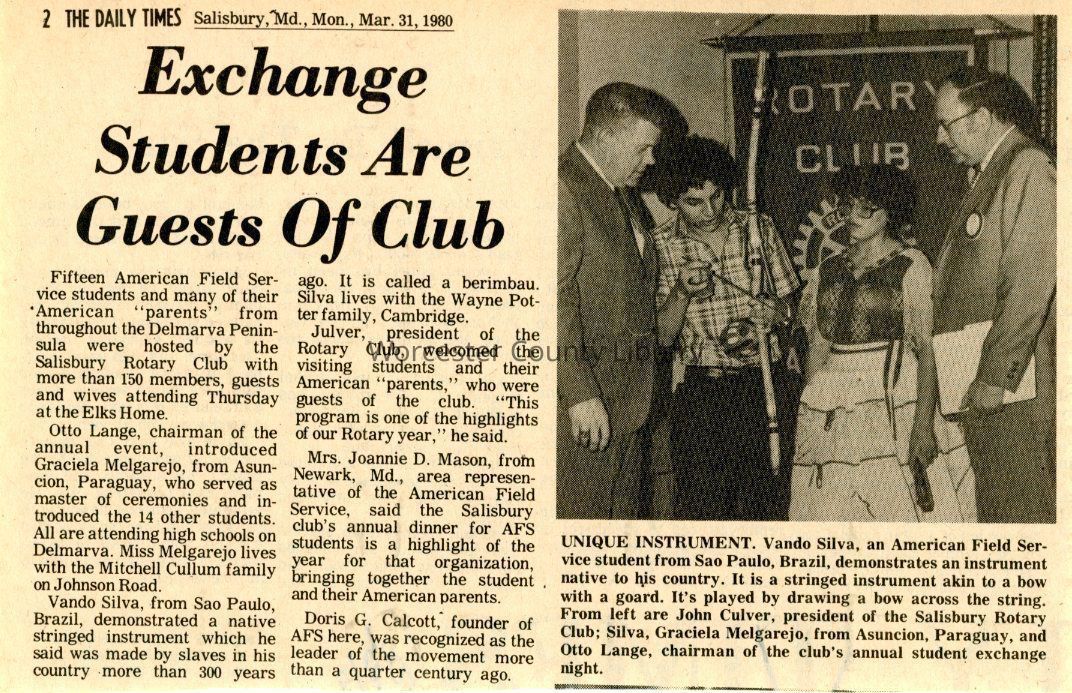 2 THE DAILY TIMES Salisbury, Md., Mon., Mar. 31, 1980
Exchange
Students Are
Guests Of Club
Fifteen American Field Ser-
vice students and many of their
American "parents" from
throughout the Delmarva Penin-
sula were hosted by the
Salisbury Rotary Club with
more than 150 members, guests
and wives attending Thursday
at the Elks Home.
Otto Lange, chairman of the
annual event, introduced
Graciela Melgarejo, from Asun-
cion, Paraguay, who served as
master of ceremonies and in-
troduced the 14 other students.
All are attending high schools on
Delmarva. Miss Melgarejo lives
with the Mitchell Cullum family
on Johnson Road.
Vando Silva, from Sao Paulo,
Brazil, demonstrated a native
stringed instrument which he
said was made by slaves in his
country more than 300 years
ago. It is called a berimbau.
Silva lives with the Wayne Pot-
ter family, Cambridge.
Julver, president of the
Rotary Club, welcomed the
visiting students and their
American "parents," who were
guests of the club. "This
program is one of the highlights
of our Rotary year," he said.
Mrs. Joannie D. Mason, from
Newark, Md., area represen-
tative of the American Field
Service, said the Salisbury
club's annual dinner for AFS
students is a highlight of the
year for that organization,
bringing together the student
and their American parents.
Doris G. Calcott, founder of
AFS here, was recognized as the
leader of the movement more
than a quarter century ago.
ROTARY
CLUB
UNIQUE INSTRUMENT. Vando Silva, an American Field Ser-
vice student from Sao Paulo, Brazil, demonstrates an instrument
native to his country. It is a stringed instrument akin to a bow
with a goard. It's played by drawing a bow across the string.
From left are John Culver, president of the Salisbury Rotary
Club; Silva, Graciela Melgarejo, from Asuncion, Paraguay, and
Otto Lange, chairman of the club's annual student exchange
night.
Worcester County Library